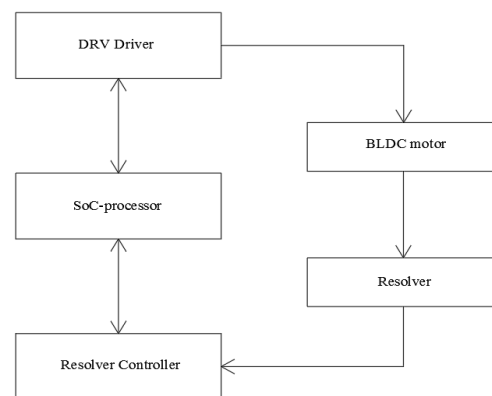 DRV Driver
BLDC motor
SoC-processor
Resolver
Resolver Controller